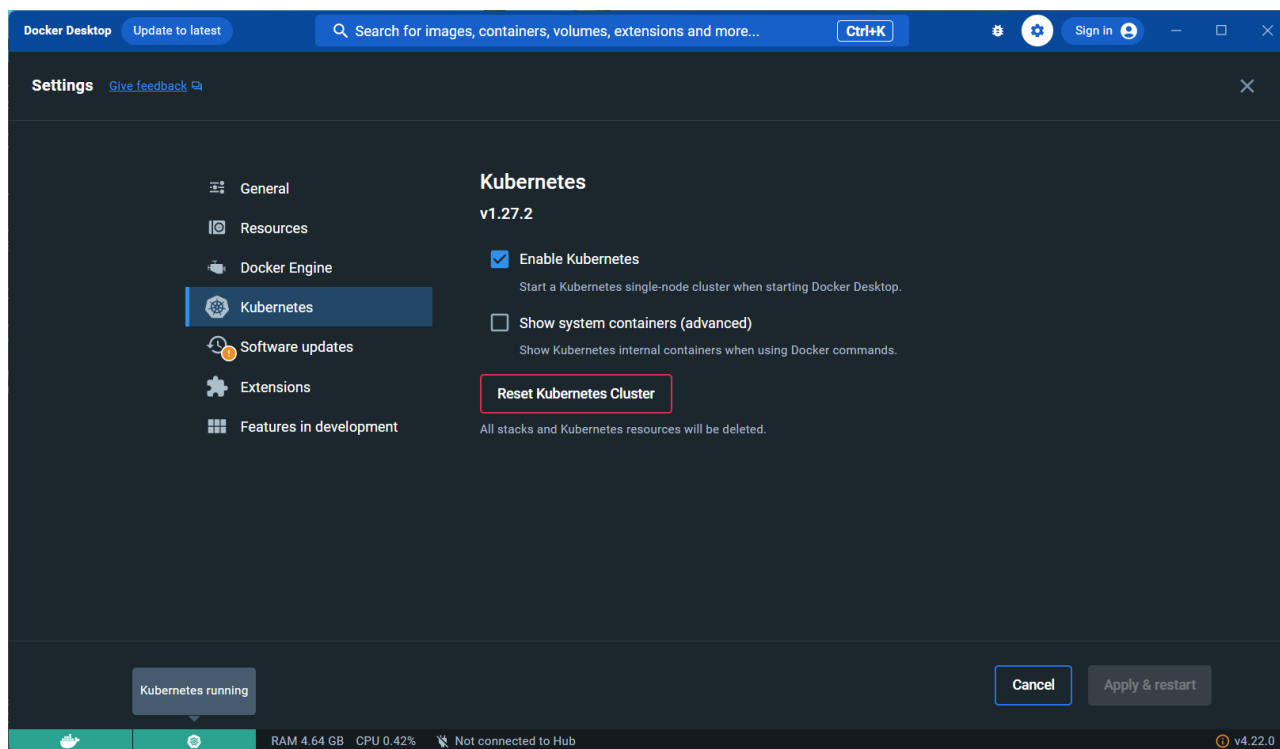 Docker Desktop Update to latest Search for images, containers, volumes, extensions and more... Ctrl+K Sign in
Settings Give feedback
General
Resources
Docker Engine
Kubernetes
Software updates
Extensions
Features in development
Kubernetes
v1.27.2
Enable Kubernetes
Start a Kubernetes single-node cluster when starting Docker Desktop.
Show system containers (advanced)
Show Kubernetes internal containers when using Docker commands.
Reset Kubernetes Cluster
All stacks and Kubernetes resources will be deleted.
Cancel Apply & restart
Kubernetes running
RAM 4.64 GB CPU 0.42% Not connected to Hub v4.22.0